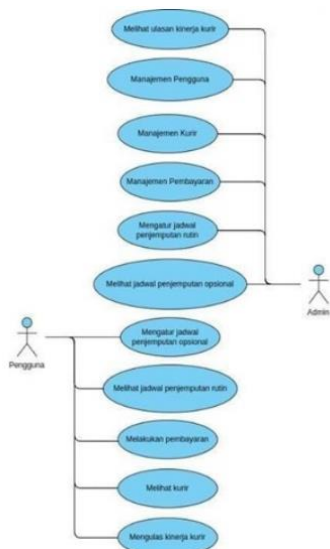 Melihat ulasan kinerja kurir
Manajemen Pengguna
Manajemen Kurir
Manajemen Pembayaran
Mengatur jadwal
penjemputan rutin
Melihat jadwal penjemputan opsional
Admin
Mengatur jadwal
penjemputan opsional
Pengguna
Melihat jadwal penjemputan rutin
Melakukan pembayaran
Melihat kurir
Mengulas kinerja kurir